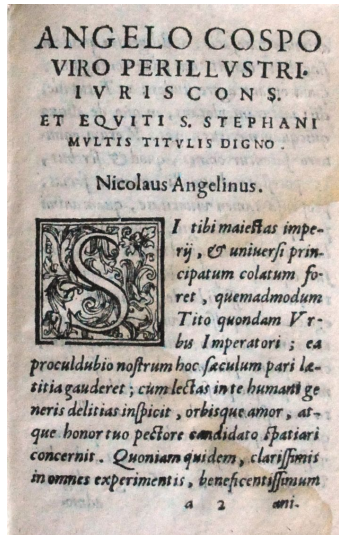 ANGELO COSPO
VIRO PERILLVSTRI.
IVRISCONS.
ET EQVITI S. STEPHANI
MVLTIS TITVLIS DIGNO.
Nicolaus Angelinus.
SI tibi maiestas impe-
rij, & universi prin-
cipatum colatum fo-
ret, quemadmodum
Tito quondam Vr-
bis Imperatori; ea
proculdubio nostrum hoc sæculum pari læ-
titia gauderet; cùm lectas in te humani ge
neris delitias inspicit, orbisque amor, at-
que honor tuo pectore candidato spatiari
concernit. Quoniam quidem, clarissimis
in omnes experimentis, beneficentissimum
a 2 ani-